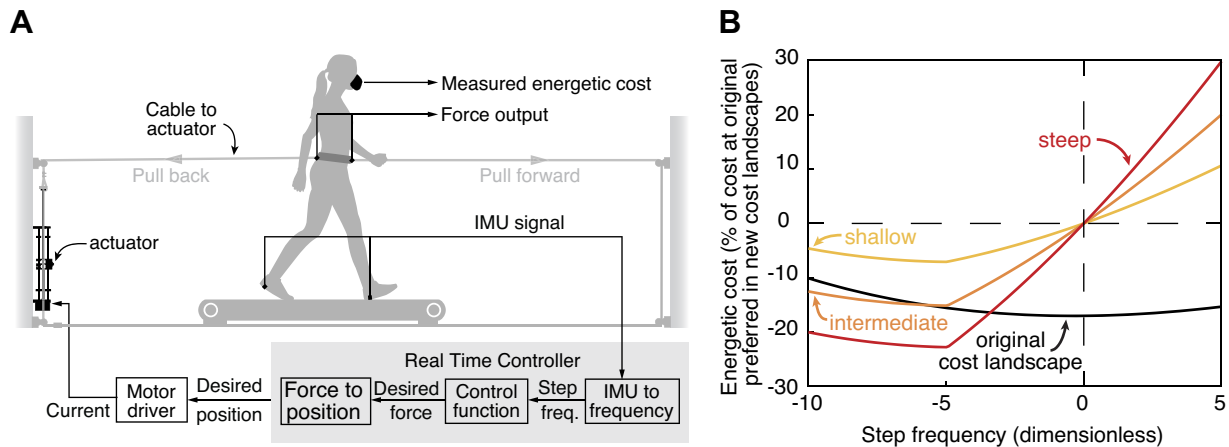 A
Measured energetic cost
Cable to
actuator
Force output
Pull back
Pull forward
IMU signal
actuator
Real Time Controller
Current
Motor
driver
Desired
position
Force to
position
Desired
force
Control
function
Step
freq.
IMU to
frequency
B
Energetic cost (% of cost at original
preferred in new cost landscapes)
30
20
10
0
-10
-20
-30
steep
shallow
intermediate
original
cost landscape
-10
-5
0
5
Step frequency (dimensionless)